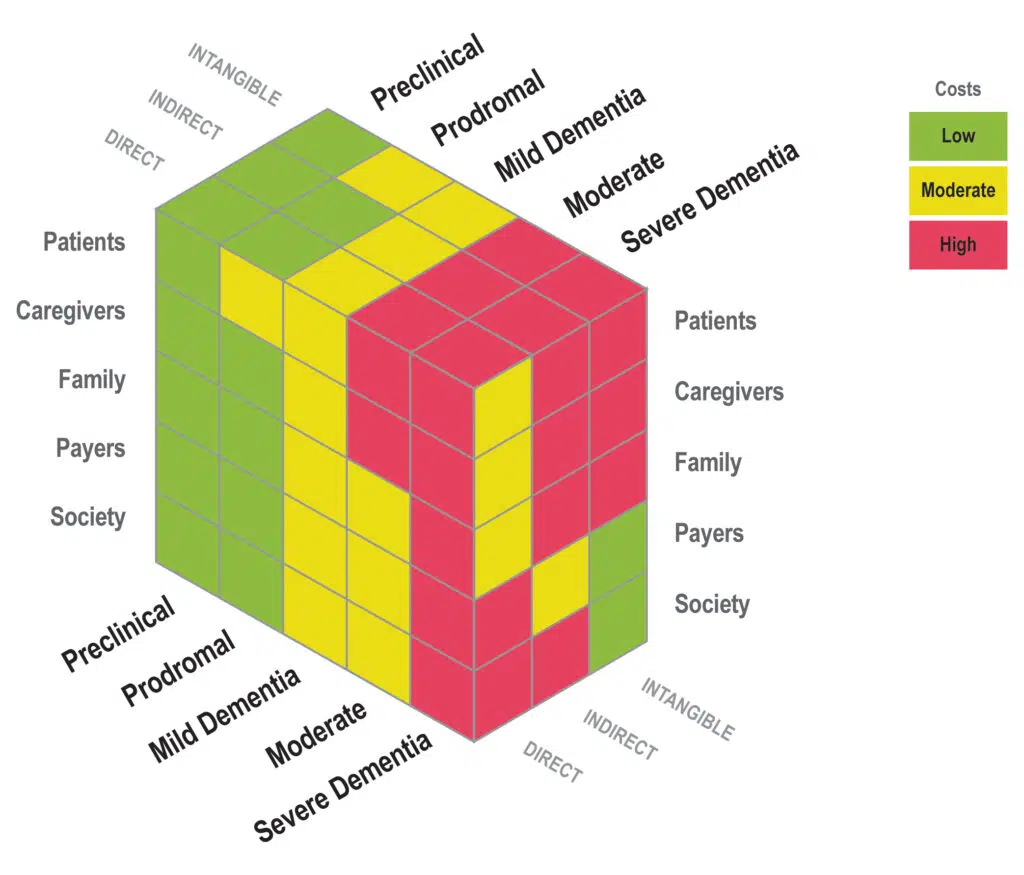 INTANGIBLE
INDIRECT
DIRECT
Preclinical
Prodromal
Mild Dementia
Moderate
Severe Dementia
Costs
Low
Moderate
High
Patients
Caregivers
Family
Payers
Society
Patients
Caregivers
Family
Payers
Society
Preclinical
Prodromal
Mild Dementia
Moderate
Severe Dementia
INTANGIBLE
INDIRECT
DIRECT